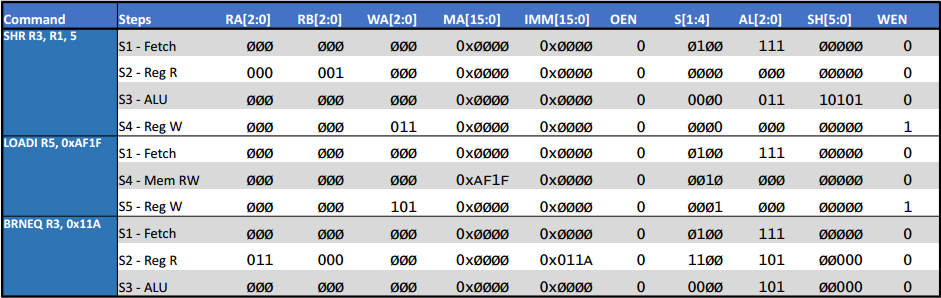 Command Steps RA[2:0] RB[2:0] WA[2:0] MA[15:0] IMM[15:0] OEN S[1:4] AL[2:0] SH[5:0] WEN
SHR R3, R1, 5
S1 - Fetch ØØØ ØØØ ØØØ 0xØØØØ 0xØØØØ 0 Ø1ØØ 111 ØØØØØ 0
S2 - Reg R 000 001 ØØØ 0xØØØØ 0xØØØØ 0 ØØØØ ØØØ ØØØØØ 0
S3 - ALU ØØØ ØØØ ØØØ 0xØØØØ 0xØØØØ 0 00Ø0 011 10101 0
S4 - Reg W ØØØ ØØØ 011 0xØØØØ 0xØØØØ 0 ØØØ0 ØØØ ØØØØØ 1
LOADI R5, 0xAF1F
S1 - Fetch ØØØ ØØØ ØØØ 0xØØØØ 0xØØØØ 0 Ø1ØØ 111 ØØØØØ 0
S4 - Mem RW ØØØ ØØØ ØØØ 0xAF1F 0xØØØØ 0 ØØ1Ø ØØØ ØØØØØ 0
S5 - Reg W ØØØ ØØØ 101 0xØØØØ 0xØØØØ 0 ØØØ1 ØØØ ØØØØØ 1
BRNEQ R3, 0x11A
S1 - Fetch ØØØ ØØØ ØØØ 0xØØØØ 0xØØØØ 0 Ø1ØØ 111 ØØØØØ 0
S2 - Reg R 011 000 ØØØ 0xØØØØ 0x011A 0 11ØØ 101 ØØØØØ 0
S3 - ALU ØØØ ØØØ ØØØ 0xØØØØ 0xØØØØ 0 00ØØ 101 ØØØØØ 0